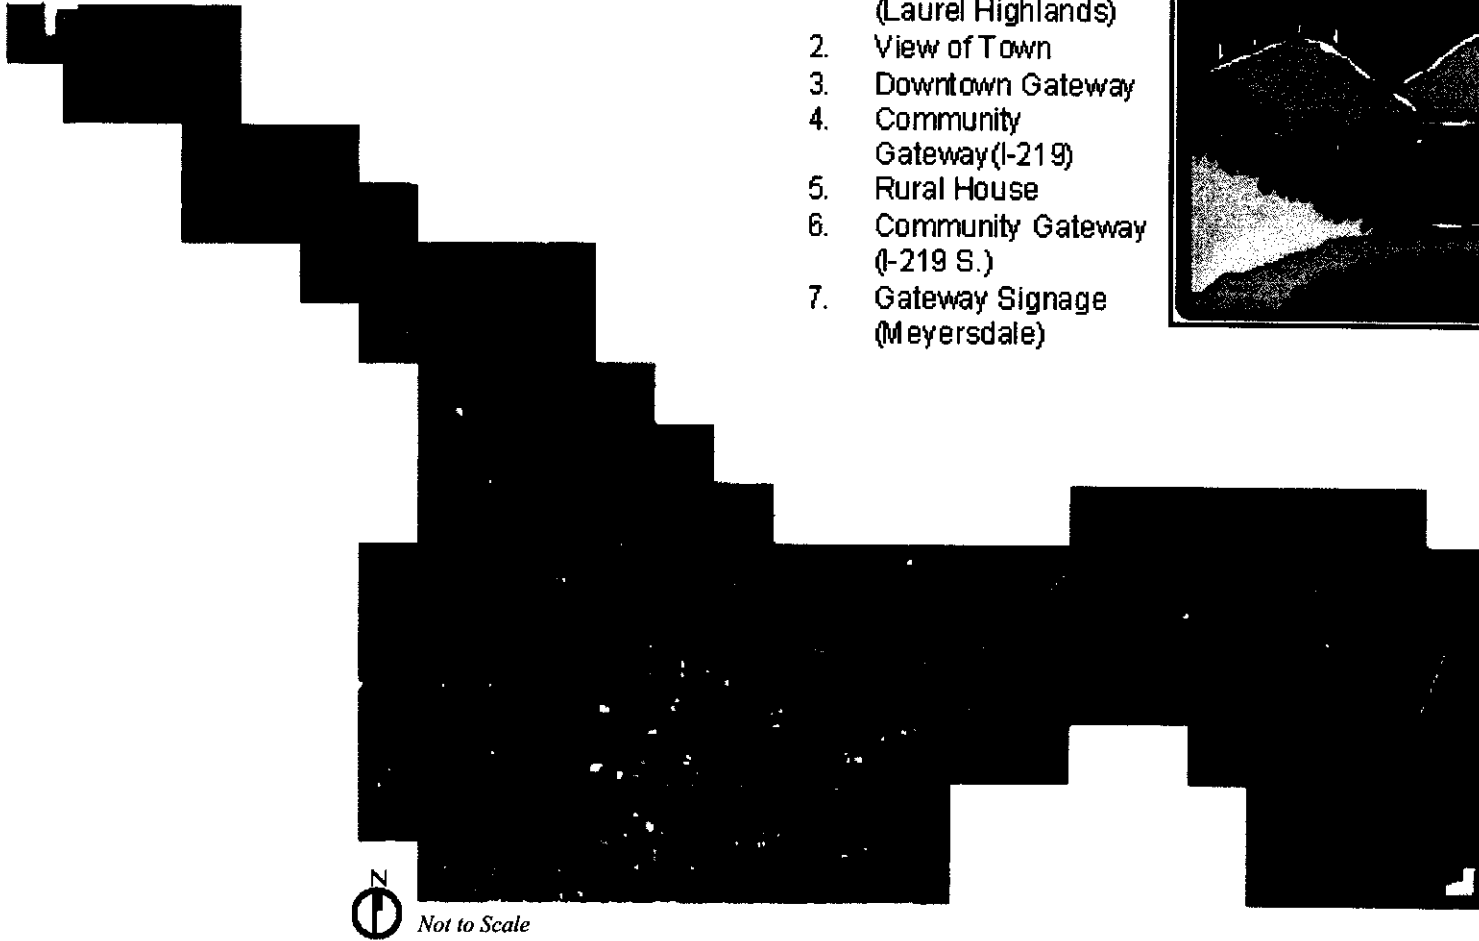 (Laurel Highlands)
2. View of Town
3. Downtown Gateway
4. Community
Gateway(I-219)
5. Rural House
6. Community Gateway
(I-219 S.)
7. Gateway Signage
(Meyersdale)
N
Not to Scale